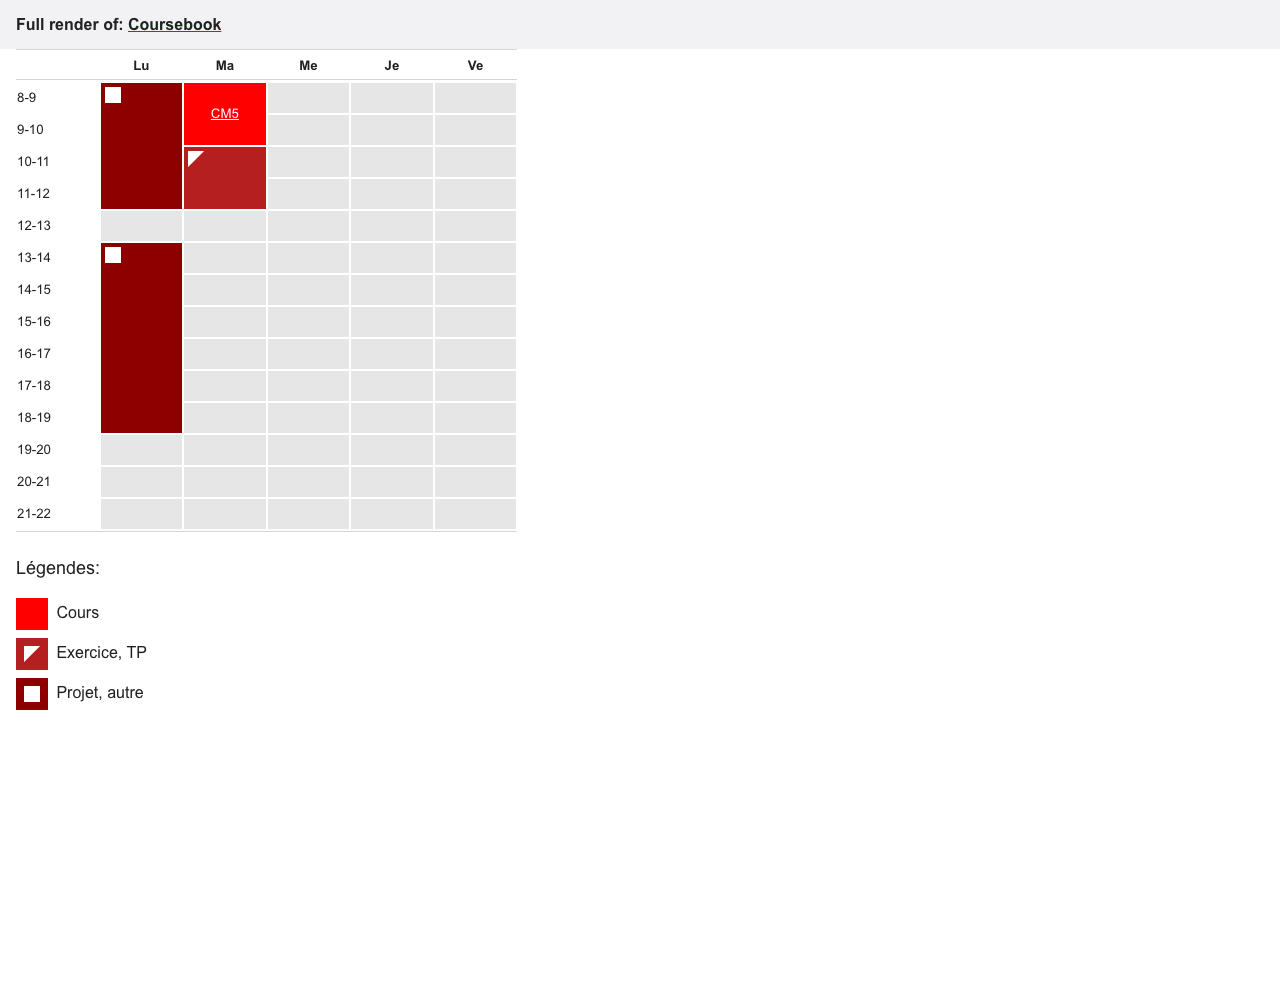 Full render of: Coursebook
Lu Ma Me Je Ve
8-9
CM5
9-10
10-11
11-12
12-13
13-14
14-15
15-16
16-17
17-18
18-19
19-20
20-21
21-22
Légendes:
Cours
Exercice, TP
Projet, autre